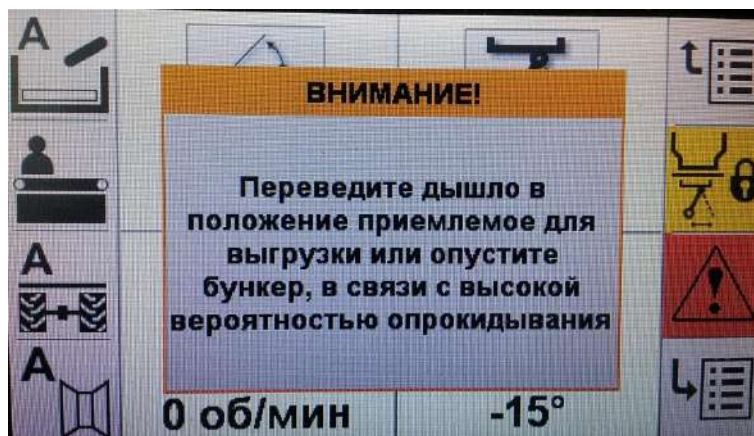 A
ВНИМАНИЕ!
Переведите дышло в
положение приемлемое для
выгрузки или опустите
бункер, в связи с высокой
вероятностью опрокидывания
A
A
0 об/мин
-15°